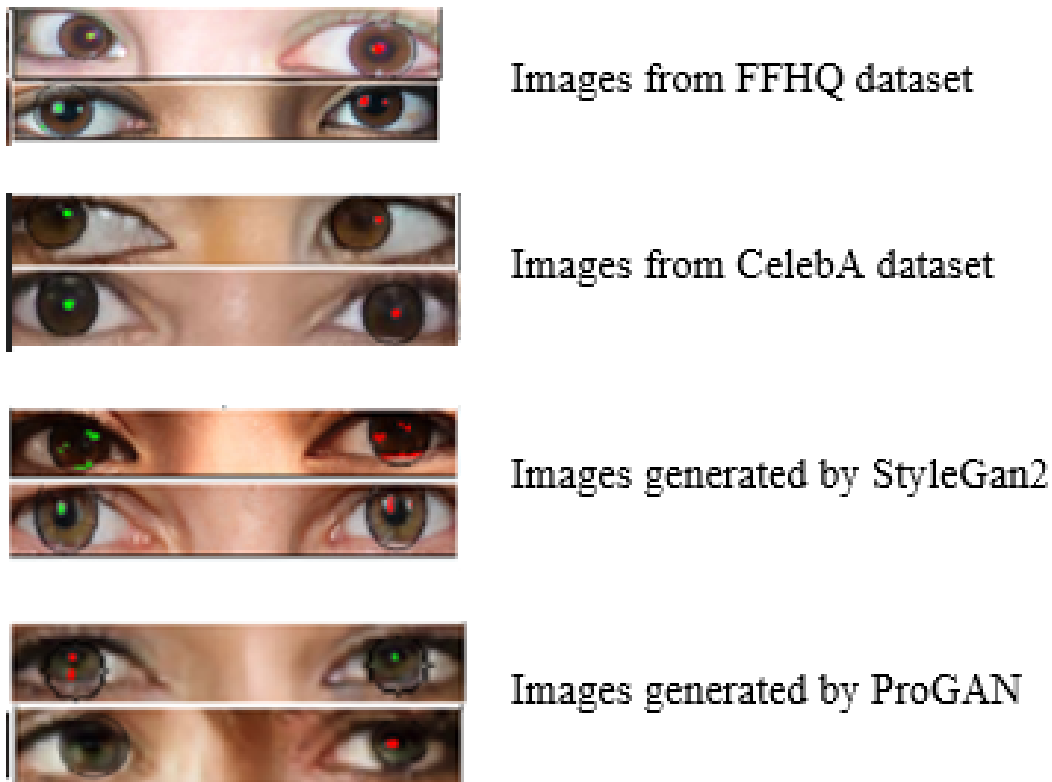 Images from FFHQ dataset
Images from CelebA dataset
Images generated by StyleGan2
Images generated by ProGAN